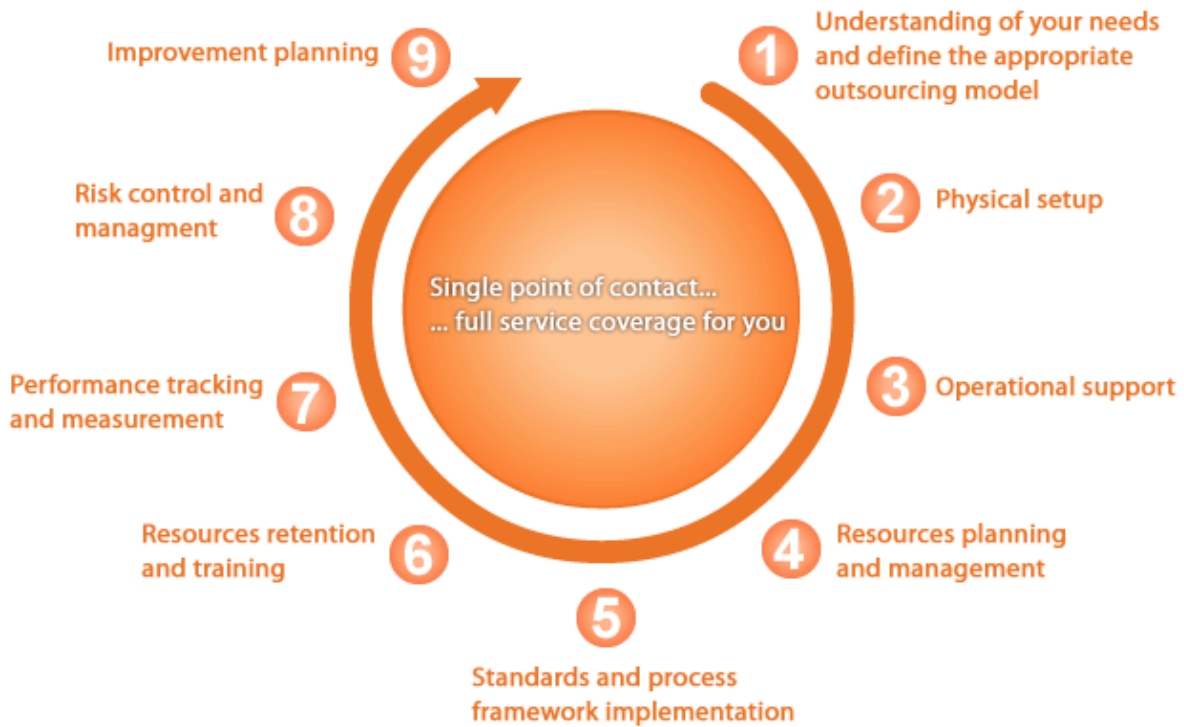 1
Understanding of your needs
and define the appropriate
outsourcing model
2
Physical setup
3
Operational support
4
Resources planning
and management
5
Standards and process
framework implementation
6
Resources retention
and training
7
Performance tracking
and measurement
8
Risk control and
managment
9
Improvement planning
Single point of contact...
... full service coverage for you